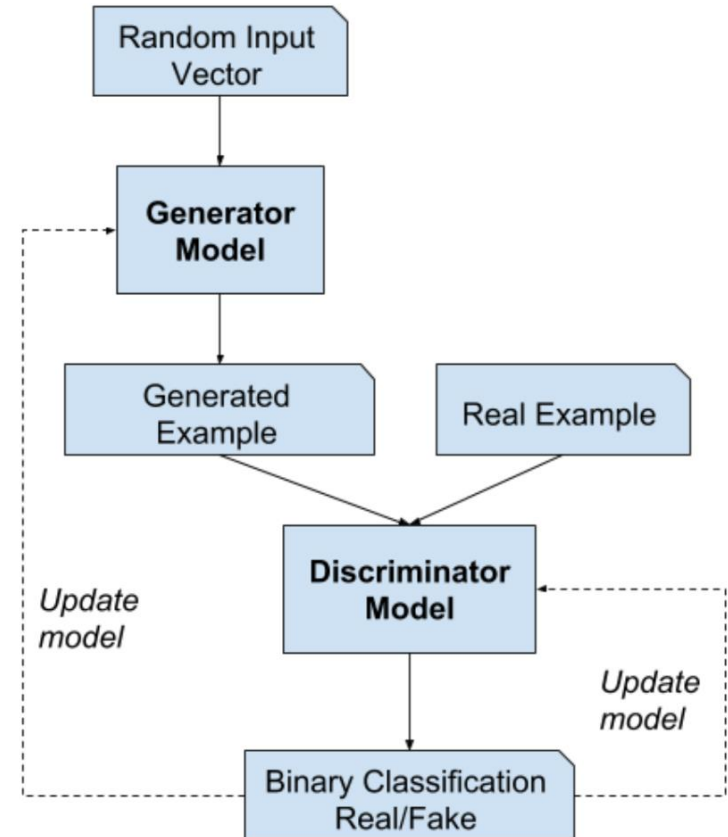 Random Input
Vector
Generator
Model
Generated
Example
Real Example
Discriminator
Model
Update
model
Update
model
Binary Classification
Real/Fake